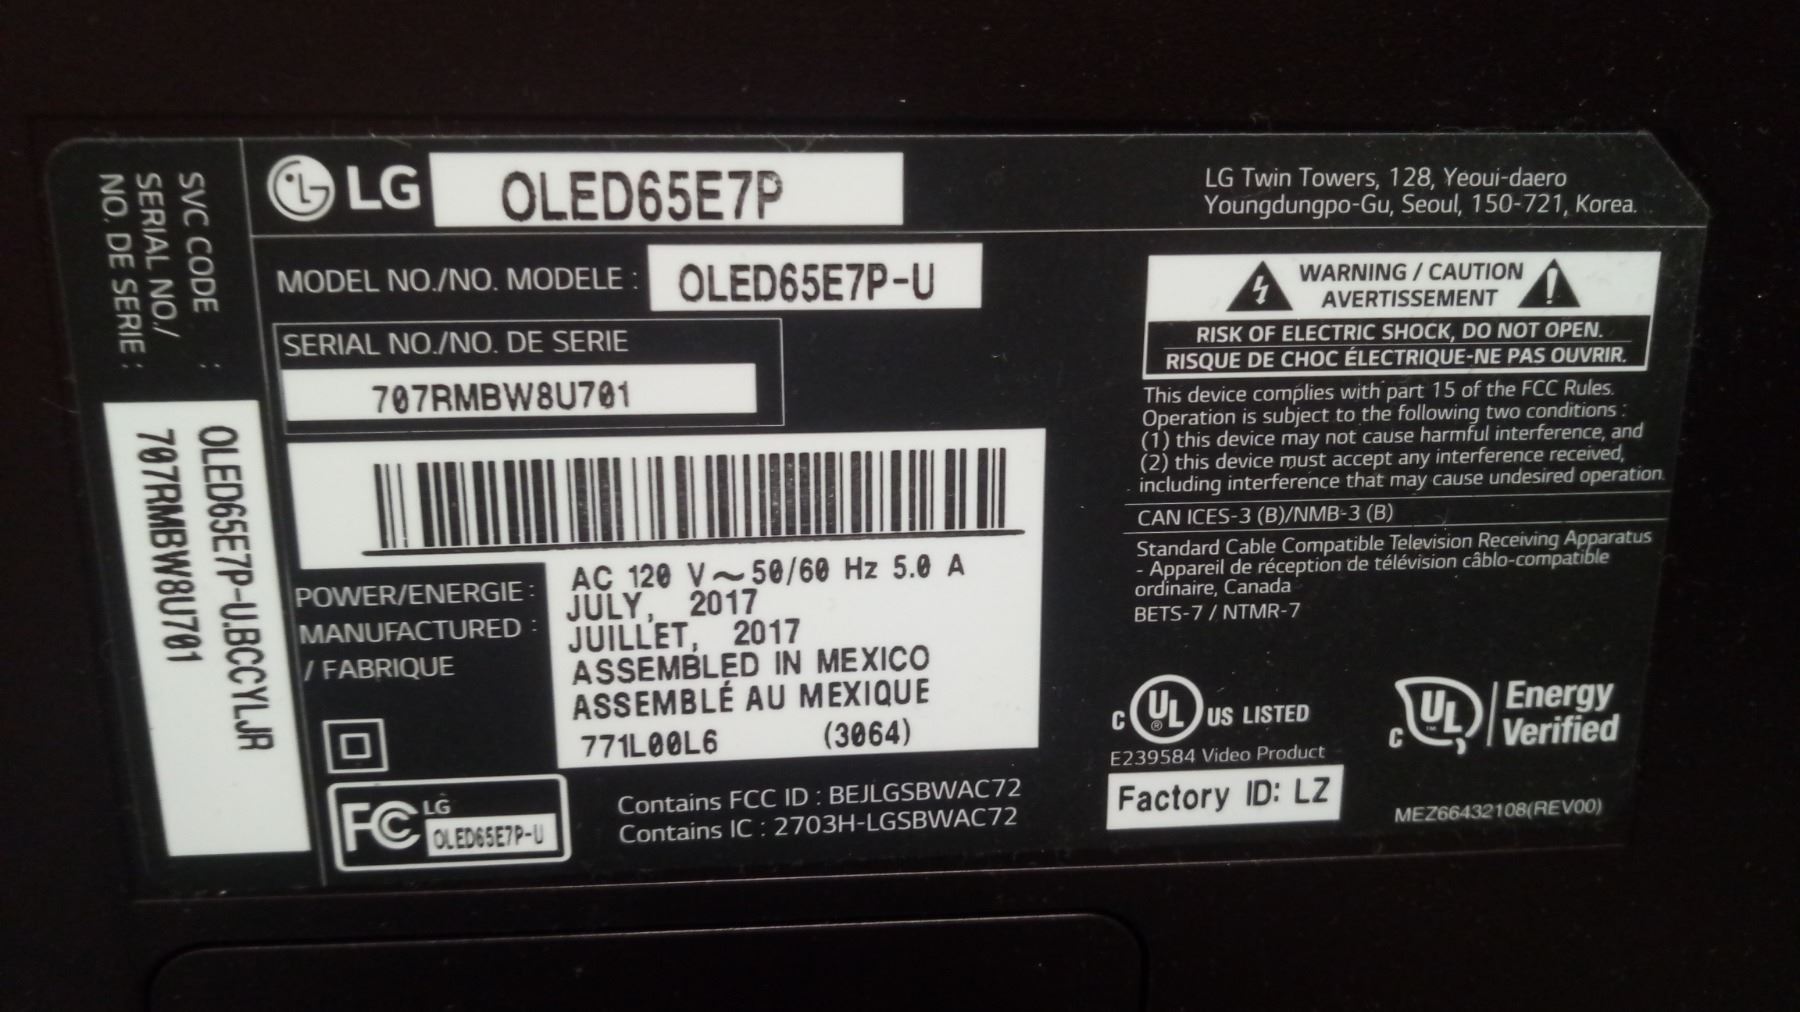 SVC CODE :
SERIAL NO./
NO. DE SERIE :
OLED65E7P-U.BCCYLJR
707RMBW8U701
LG OLED65E7P
LG Twin Towers, 128, Yeoui-daero
Youngdungpo-Gu, Seoul, 150-721, Korea.
MODEL NO./NO. MODELE : OLED65E7P-U
SERIAL NO./NO. DE SERIE
707RMBW8U701
POWER/ENERGIE : AC 120 V~50/60 Hz 5.0 A
MANUFACTURED :
/ FABRIQUE
JULY, 2017
JUILLET, 2017
ASSEMBLED IN MEXICO
ASSEMBLÉ AU MEXIQUE
771L00L6 (3064)
FC LG
OLED65E7P-U
Contains FCC ID : BEJLGSBWAC72
Contains IC : 2703H-LGSBWAC72
WARNING / CAUTION
AVERTISSEMENT
RISK OF ELECTRIC SHOCK, DO NOT OPEN.
RISQUE DE CHOC ÉLECTRIQUE-NE PAS OUVRIR.
This device complies with part 15 of the FCC Rules.
Operation is subject to the following two conditions :
(1) this device may not cause harmful interference, and
(2) this device must accept any interference received,
including interference that may cause undesired operation.
CAN ICES-3 (B)/NMB-3 (B)
Standard Cable Compatible Television Receiving Apparatus
- Appareil de réception de télévision câblo-compatible
ordinaire, Canada
BETS-7 / NTMR-7
C UL ® US LISTED
E239584 Video Product
Factory ID: LZ
C UL ™ Energy
Verified
MEZ66432108(REV00)